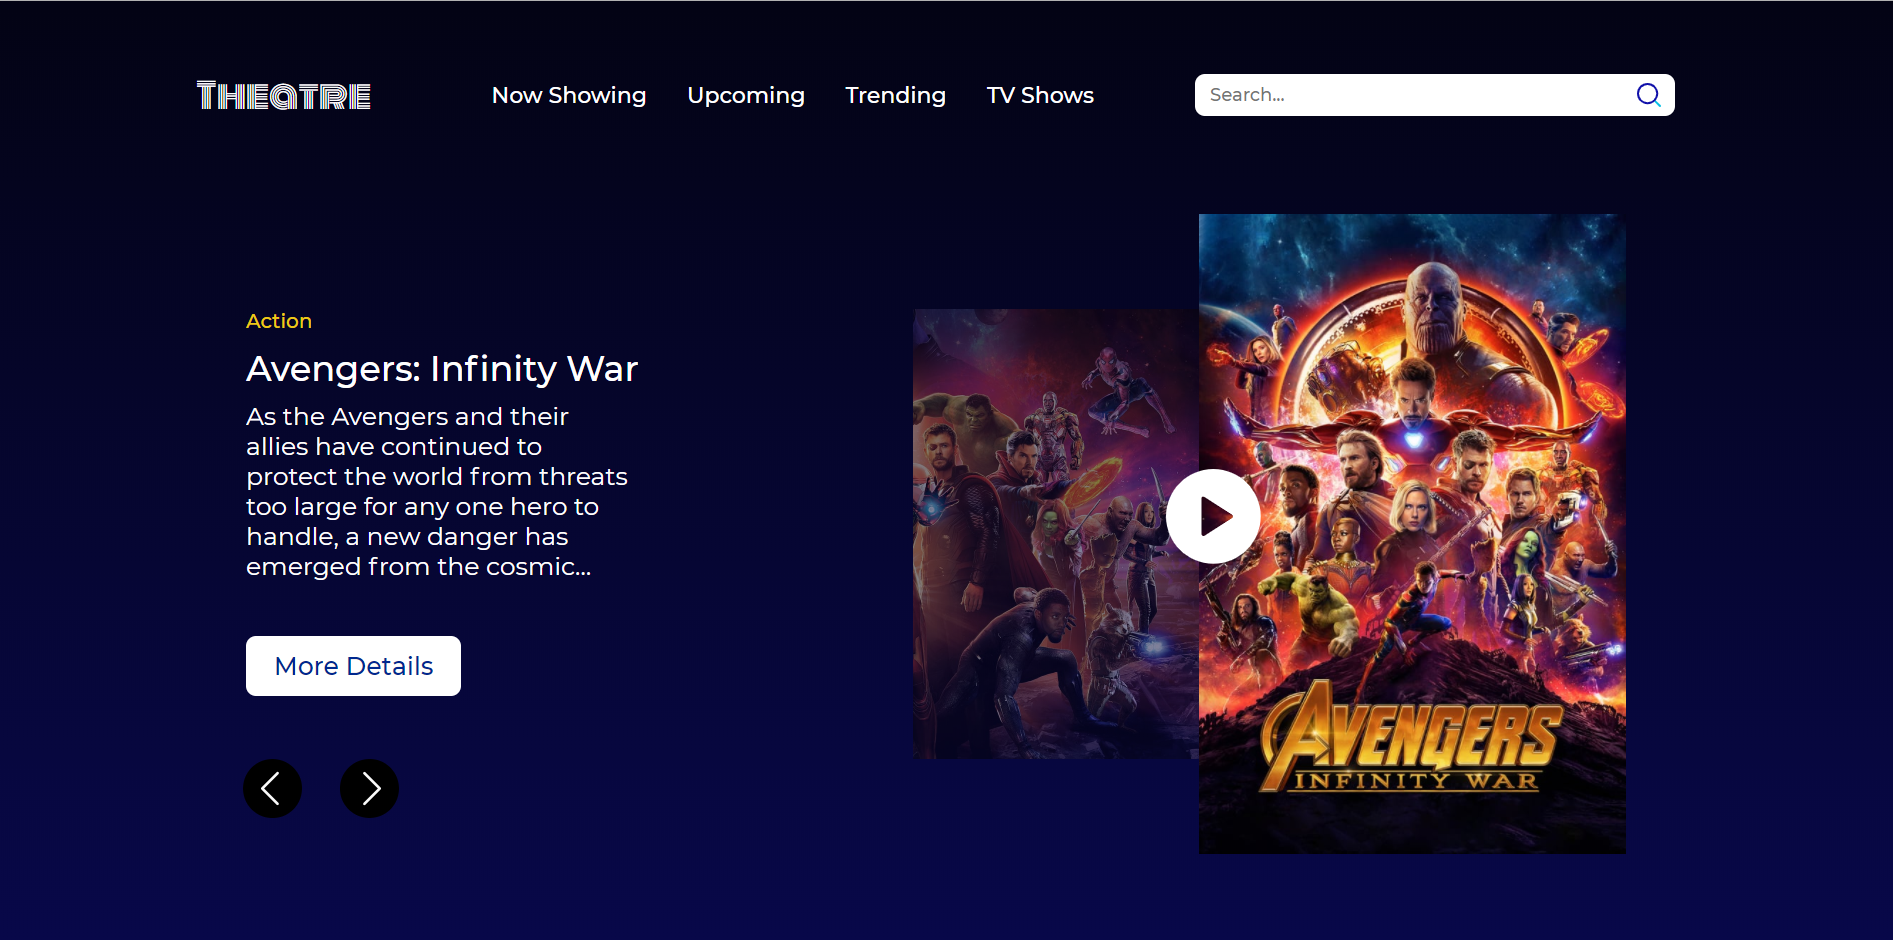 THEATRE
Now Showing
Upcoming
Trending
TV Shows
Search...
Action
Avengers: Infinity War
As the Avengers and their
allies have continued to
protect the world from threats
too large for any one hero to
handle, a new danger has
emerged from the cosmic...
More Details
AVENGERS
INFINITY WAR